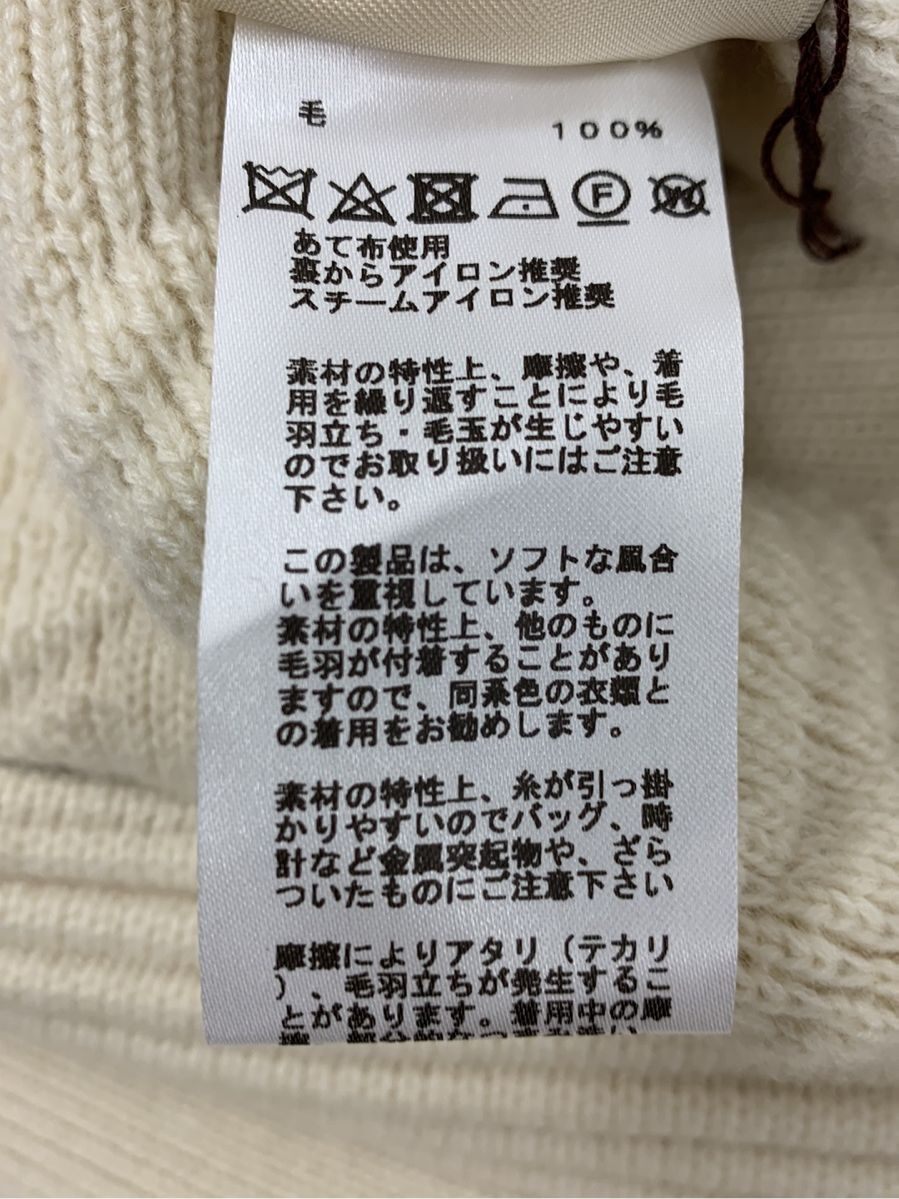 毛
100%
F
W
あて布使用
裏からアイロン推奨
スチームアイロン推奨
素材の特性上、摩擦や、着
用を繰り返すことにより毛
羽立ち・毛玉が生じやすい
のでお取り扱いにはご注意
下さい。
この製品は、ソフトな風合
いを重視しています。
素材の特性上、他のものに
毛羽が付着することがあり
ますので、同系色の衣類と
の着用をお勧めします。
素材の特性上、糸が引っ掛
かりやすいのでバッグ、時
計など金属突起物や、ざら
ついたものにご注意下さい
摩擦によりアタリ（テカリ
）、毛羽立ちが発生するこ
とがあります。着用中の摩